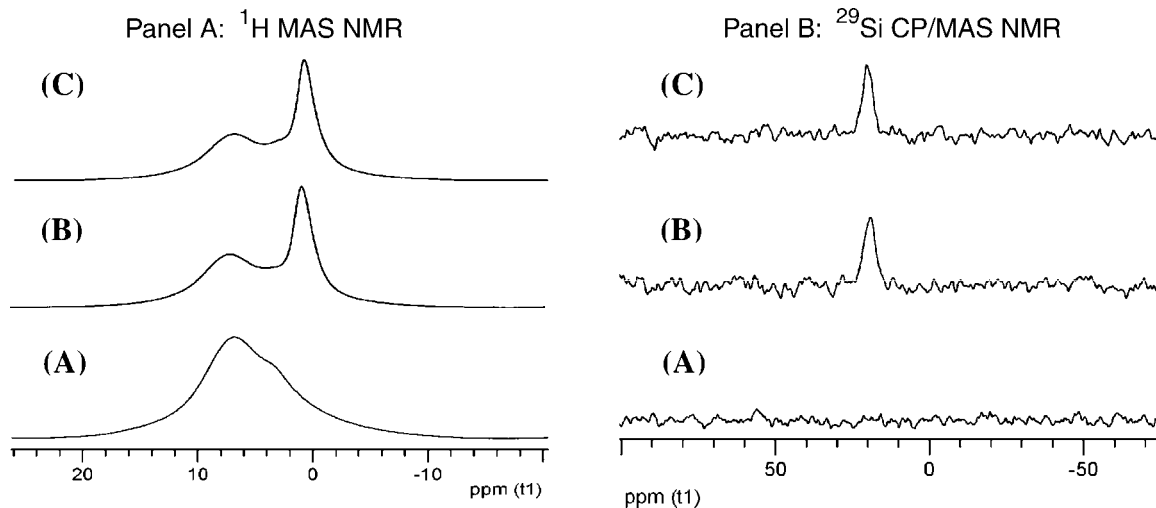 Panel A: ¹H MAS NMR
(C)
(B)
(A)
20 10 0 -10
ppm (t1)
Panel B: ²⁹Si CP/MAS NMR
(C)
(B)
(A)
50 0 -50
ppm (t1)